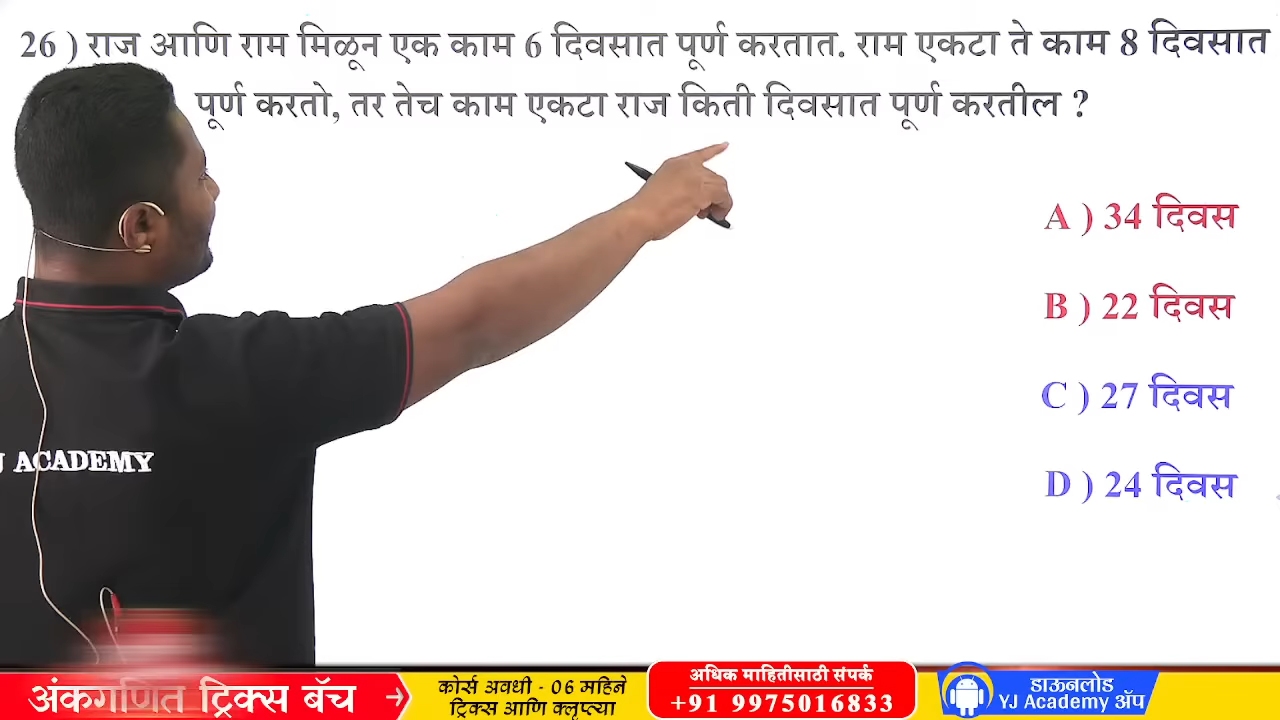 26 ) राज आणि राम मिळून एक काम 6 दिवसात पूर्ण करतात. राम एकटा ते काम 8 दिवसात
पूर्ण करतो, तर तेच काम एकटा राज किती दिवसात पूर्ण करतील ?
A ) 34 दिवस
B ) 22 दिवस
C ) 27 दिवस
D ) 24 दिवस
J ACADEMY
अंकगणित ट्रिक्स बॅच
कोर्स अवधी - 06 महिने
ट्रिक्स आणि क्लृप्त्या
अधिक माहितीसाठी संपर्क
+91 9975016833
डाऊनलोड
YJ Academy ॲप